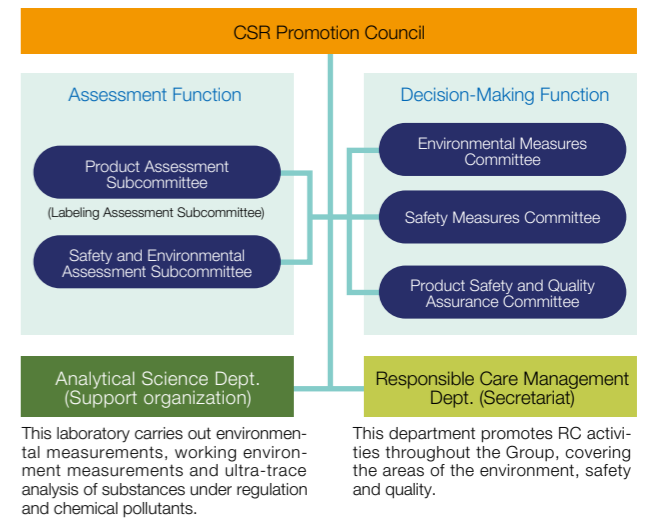 CSR Promotion Council
Assessment Function
Product Assessment
Subcommittee
(Labeling Assessment Subcommittee)
Safety and Environmental
Assessment Subcommittee
Decision-Making Function
Environmental Measures
Committee
Safety Measures Committee
Product Safety and Quality
Assurance Committee
Analytical Science Dept.
(Support organization)
This laboratory carries out environmen-
tal measurements, working environ-
ment measurements and ultra-trace
analysis of substances under regulation
and chemical pollutants.
Responsible Care Management
Dept. (Secretariat)
This department promotes RC activi-
ties throughout the Group, covering
the areas of the environment, safety
and quality.